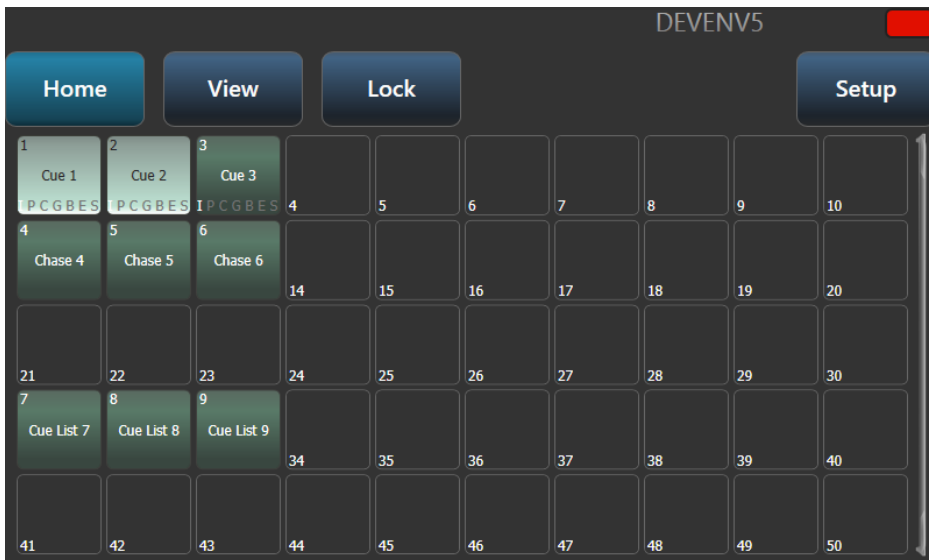 DEVENV5
Home View Lock Setup
1 2 3
Cue 1 Cue 2 Cue 3
I P C G B E S I P C G B E S I P C G B E S 4 5 6 7 8 9 10
4 5 6
Chase 4 Chase 5 Chase 6
14 15 16 17 18 19 20
21 22 23 24 25 26 27 28 29 30
7 8 9
Cue List 7 Cue List 8 Cue List 9
34 35 36 37 38 39 40
41 42 43 44 45 46 47 48 49 50